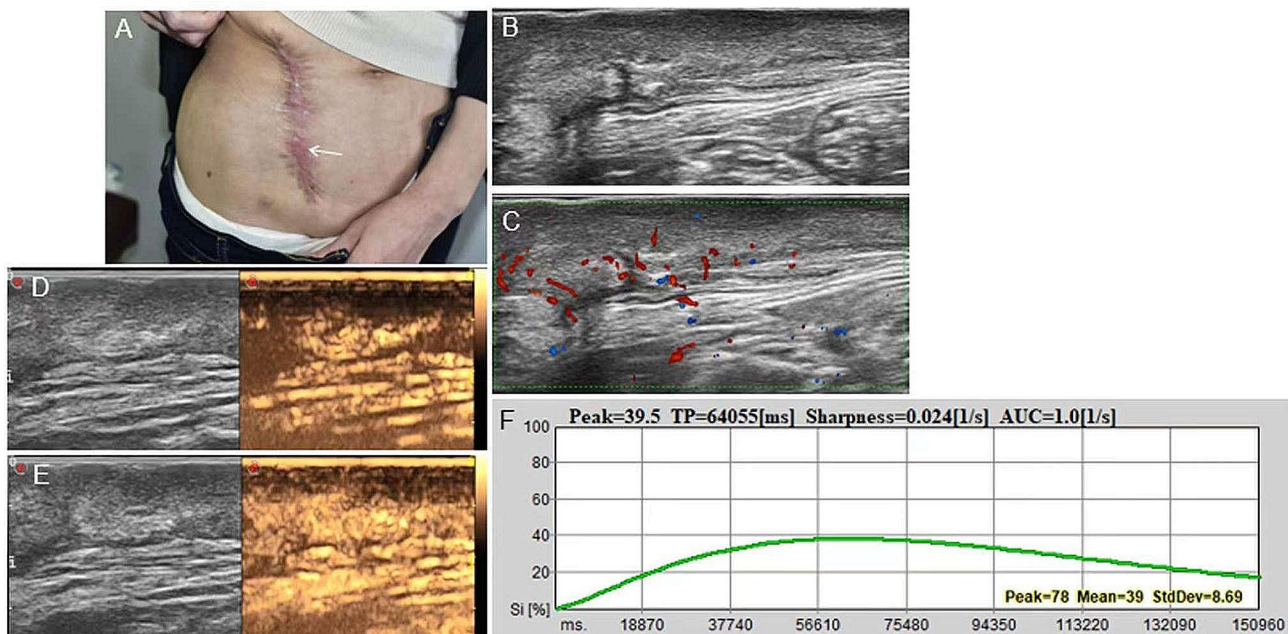 A
B
C
D
E
F
Peak=39.5 TP=64055[ms] Sharpness=0.024[1/s] AUC=1.0[1/s]
100
80
60
40
20
Si [%]
Peak=78 Mean=39 StdDev=8.69
ms. 18870 37740 56610 75480 94350 113220 132090 150960